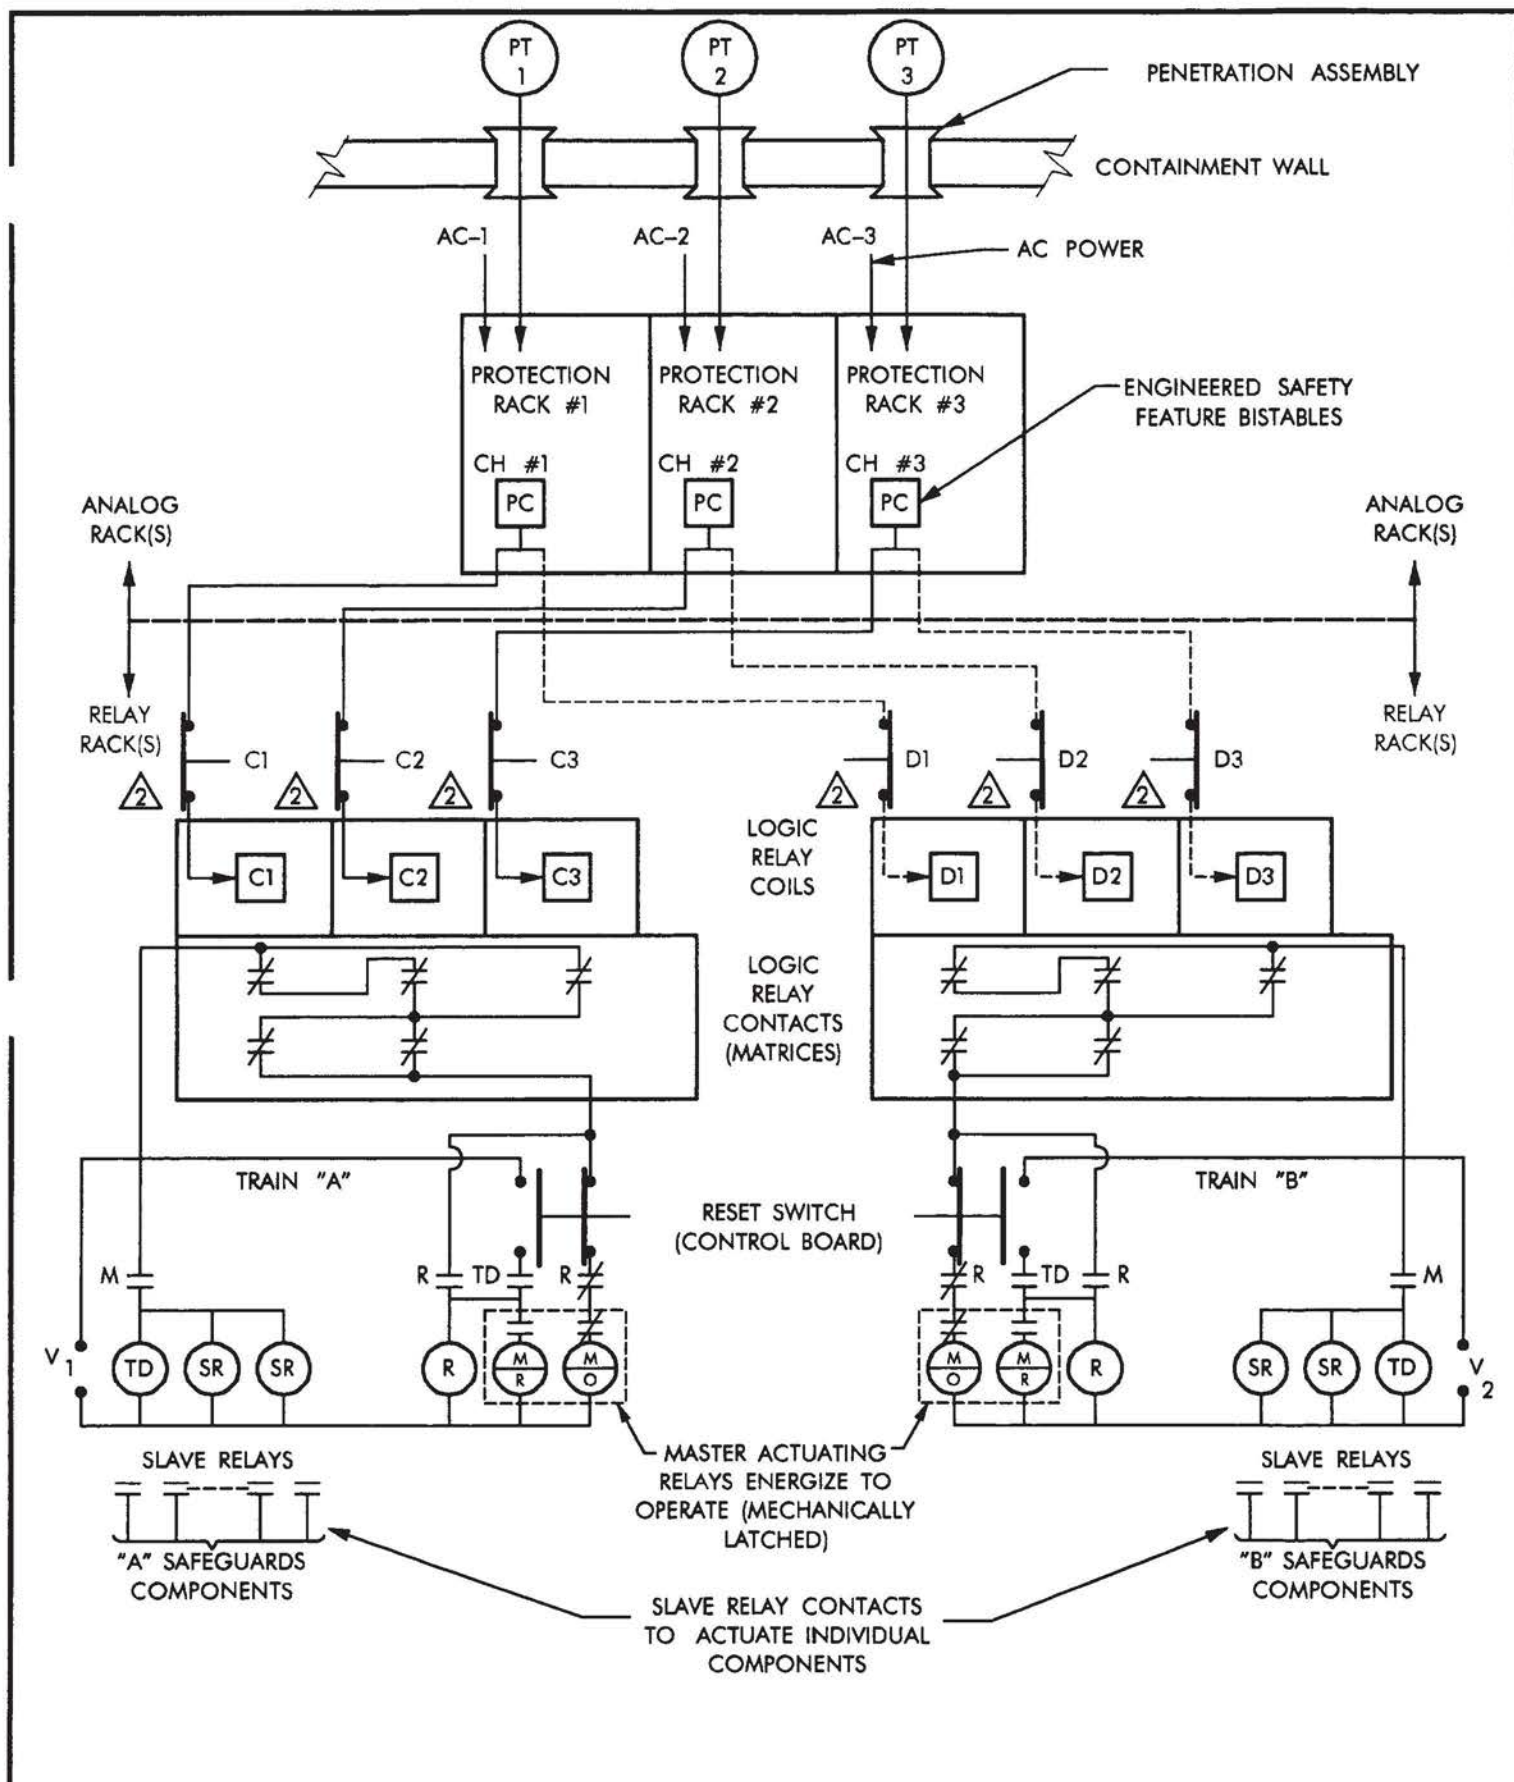 PT
1
PT
2
PT
3
PENETRATION ASSEMBLY
CONTAINMENT WALL
AC-1
AC-2
AC-3
AC POWER
PROTECTION
RACK #1
PROTECTION
RACK #2
PROTECTION
RACK #3
ENGINEERED SAFETY
FEATURE BISTABLES
CH #1
CH #2
CH #3
PC
PC
PC
ANALOG
RACK(S)
ANALOG
RACK(S)
RELAY
RACK(S)
RELAY
RACK(S)
C1
C2
C3
D1
D2
D3
2
2
2
2
2
2
LOGIC
RELAY
COILS
C1
C2
C3
D1
D2
D3
LOGIC
RELAY
CONTACTS
(MATRICES)
TRAIN "A"
TRAIN "B"
RESET SWITCH
(CONTROL BOARD)
M
R
TD
R
R
TD
R
M
V
1
TD
SR
SR
R
M
R
M
O
M
O
M
R
R
SR
SR
TD
V
2
SLAVE RELAYS
MASTER ACTUATING
RELAYS ENERGIZE TO
OPERATE (MECHANICALLY
LATCHED)
SLAVE RELAYS
"A" SAFEGUARDS
COMPONENTS
"B" SAFEGUARDS
COMPONENTS
SLAVE RELAY CONTACTS
TO ACTUATE INDIVIDUAL
COMPONENTS